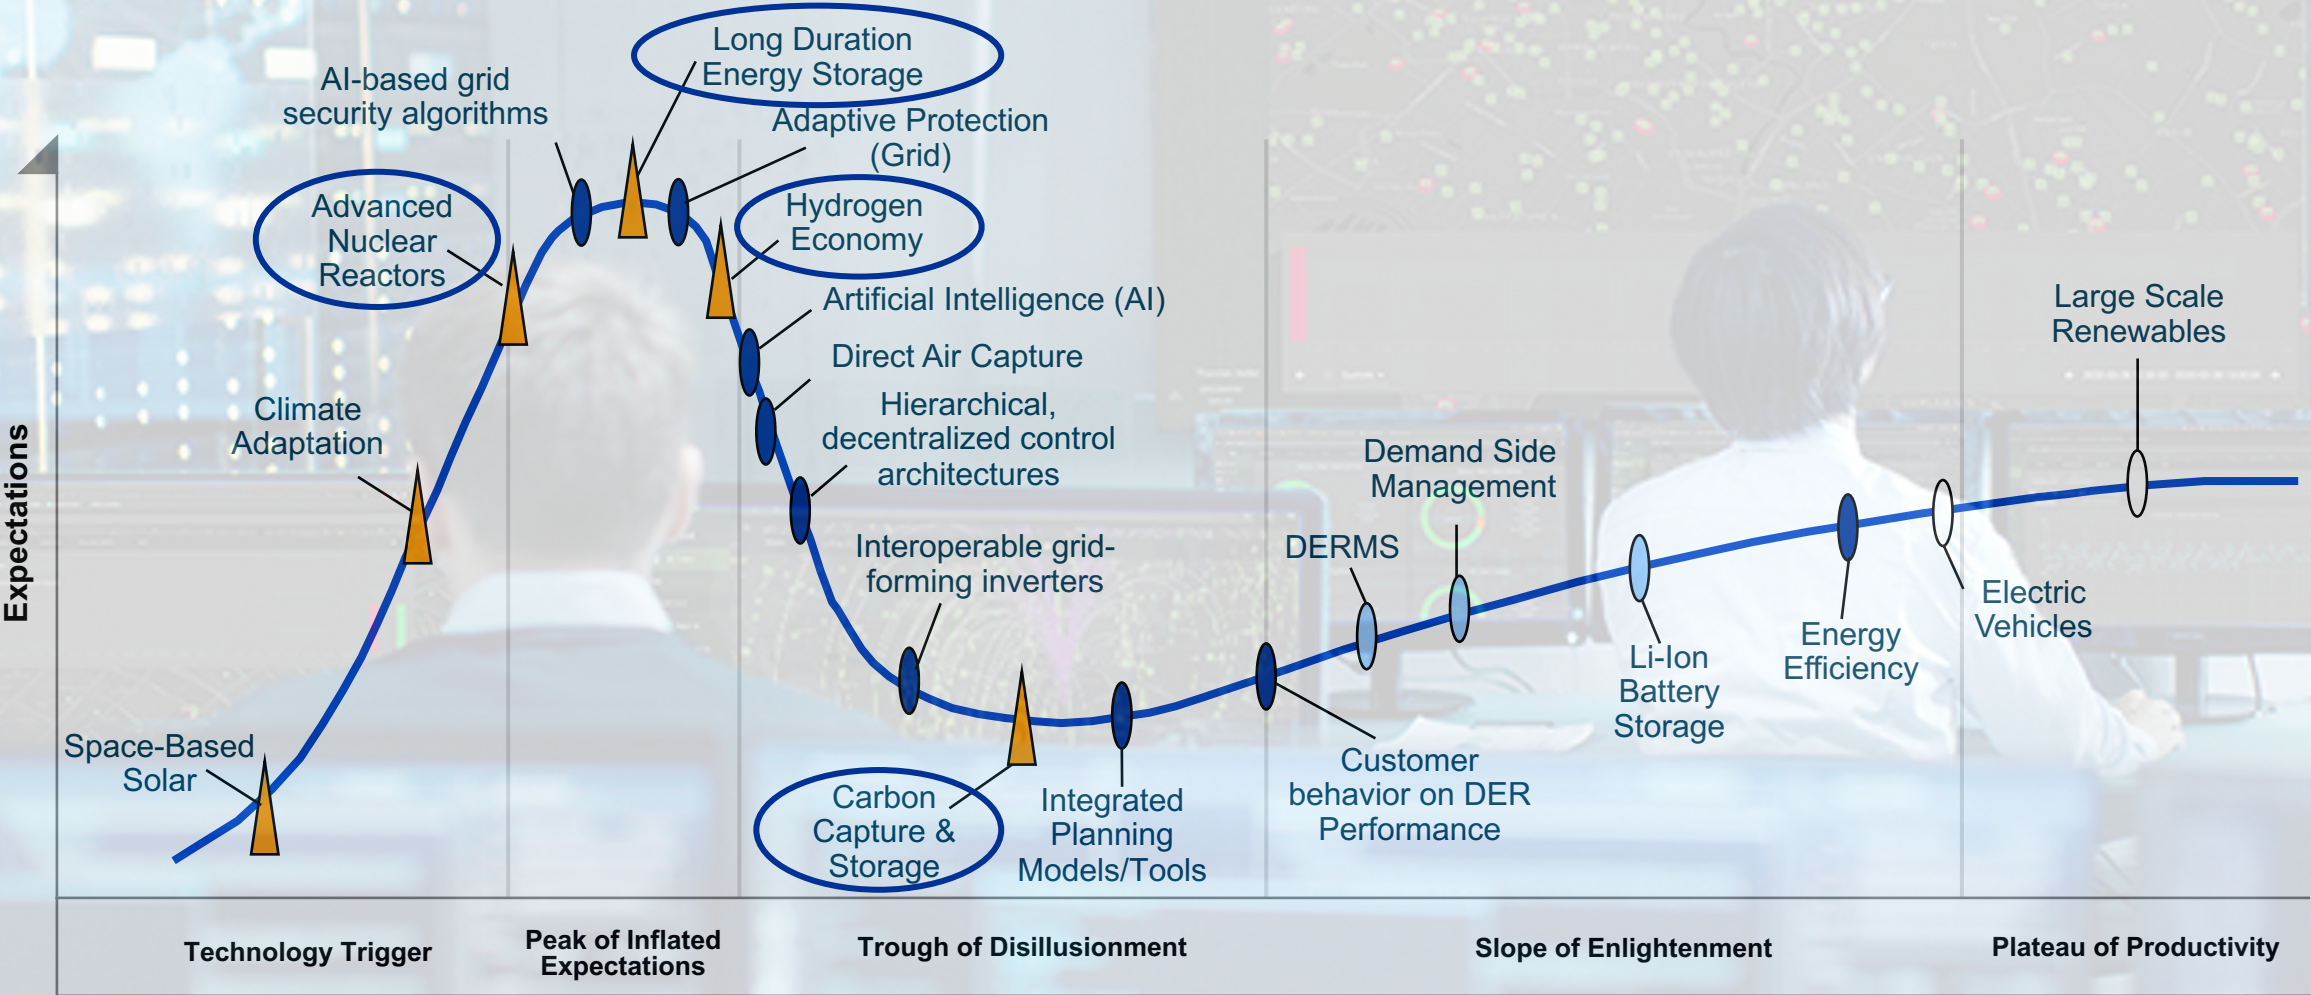 Long Duration
Energy Storage
AI-based grid
security algorithms
Adaptive Protection
(Grid)
Advanced
Nuclear
Reactors
Hydrogen
Economy
Artificial Intelligence (AI)
Direct Air Capture
Hierarchical,
decentralized control
architectures
Climate
Adaptation
Interoperable grid-
forming inverters
Space-Based
Solar
Carbon
Capture &
Storage
Integrated
Planning
Models/Tools
Customer
behavior on DER
Performance
DERMS
Demand Side
Management
Li-Ion
Battery
Storage
Energy
Efficiency
Electric
Vehicles
Large Scale
Renewables
Expectations
Technology Trigger
Peak of Inflated
Expectations
Trough of Disillusionment
Slope of Enlightenment
Plateau of Productivity